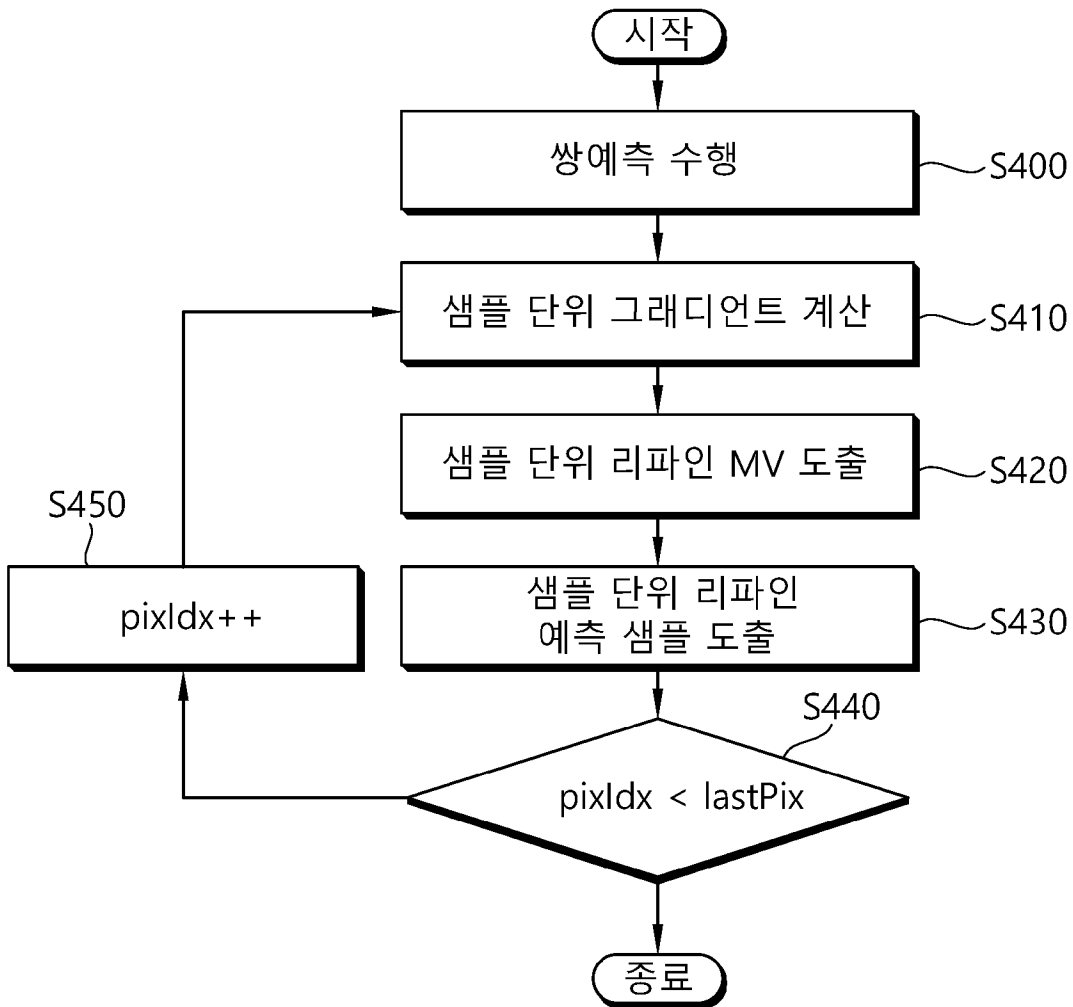 시작
쌍예측 수행
S400
샘플 단위 그래디언트 계산
S410
샘플 단위 리파인 MV 도출
S420
S450
pixIdx++
샘플 단위 리파인
예측 샘플 도출
S430
S440
pixIdx < lastPix
종료